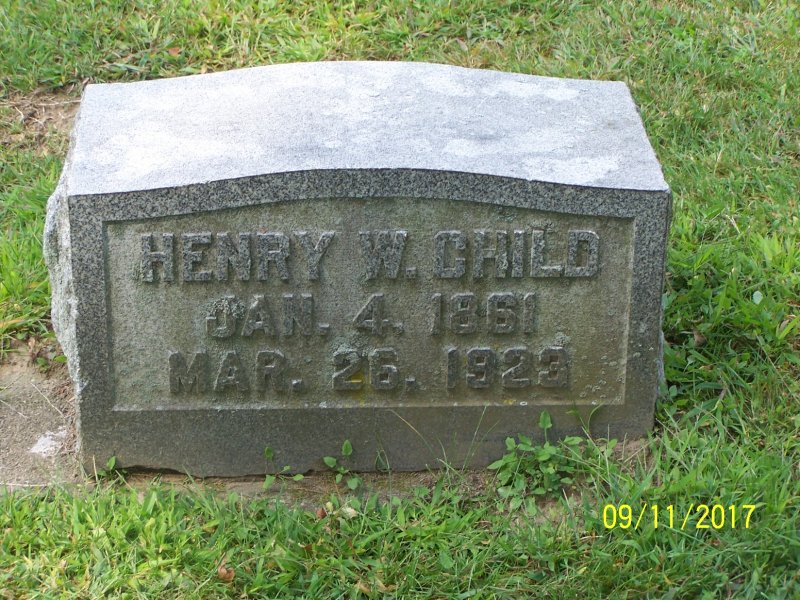 HENRY W. CHILD
JAN. 4. 1861
MAR. 26. 1923
09/11/2017